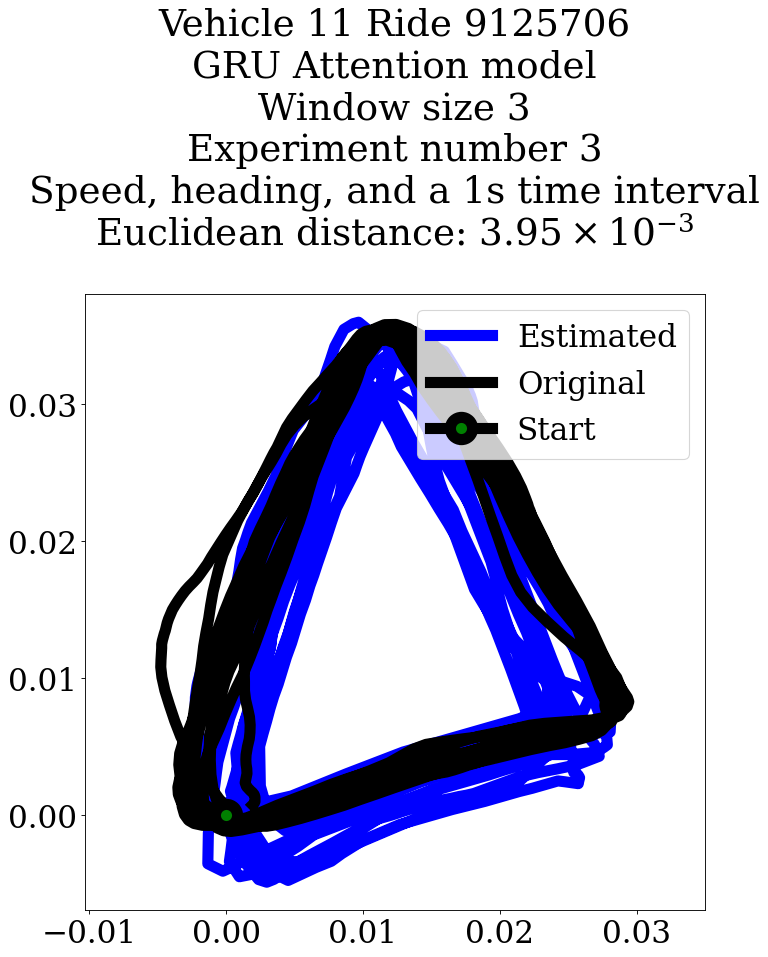 Vehicle 11 Ride 9125706
GRU Attention model
Window size 3
Experiment number 3
Speed, heading, and a 1s time interval
Euclidean distance: 3.95 × 10⁻³
Estimated
Original
Start
0.03
0.02
0.01
0.00
−0.01 0.00 0.01 0.02 0.03